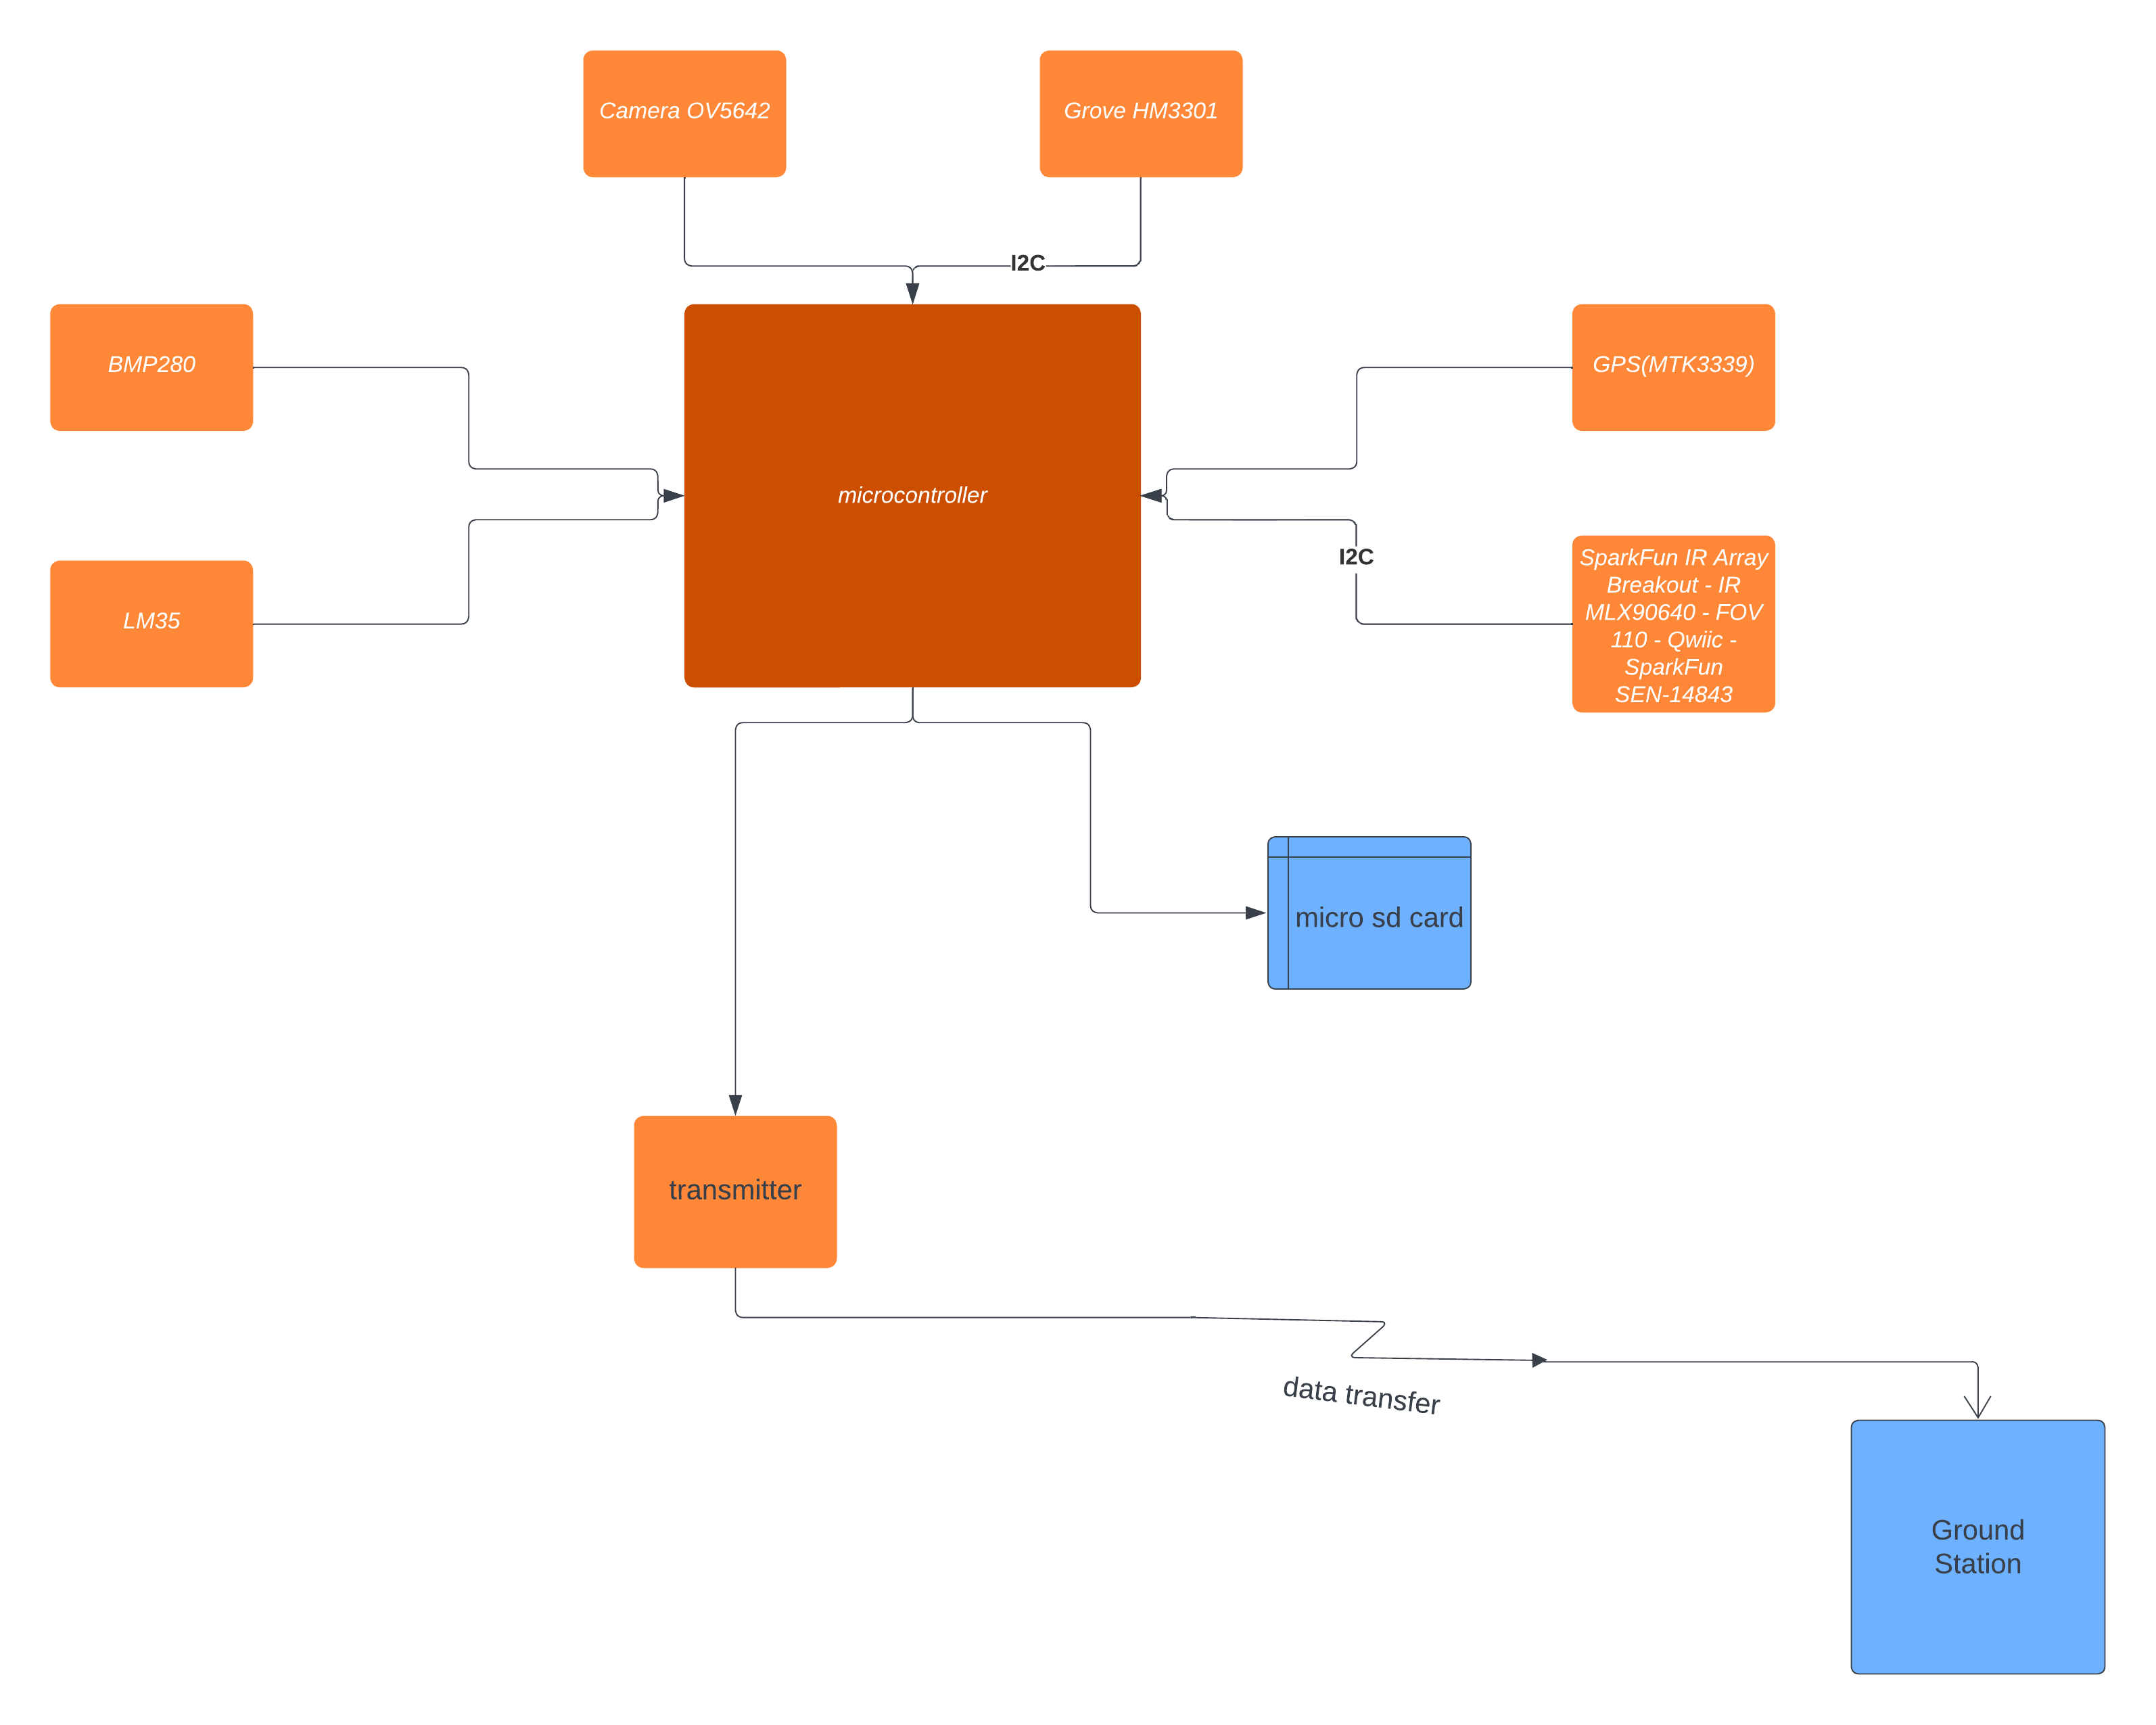 Camera OV5642
Grove HM3301
I2C
BMP280
GPS(MTK3339)
microcontroller
I2C
LM35
SparkFun IR Array
Breakout - IR
MLX90640 - FOV
110 - Qwiic -
SparkFun
SEN-14843
micro sd card
transmitter
data transfer
Ground
Station